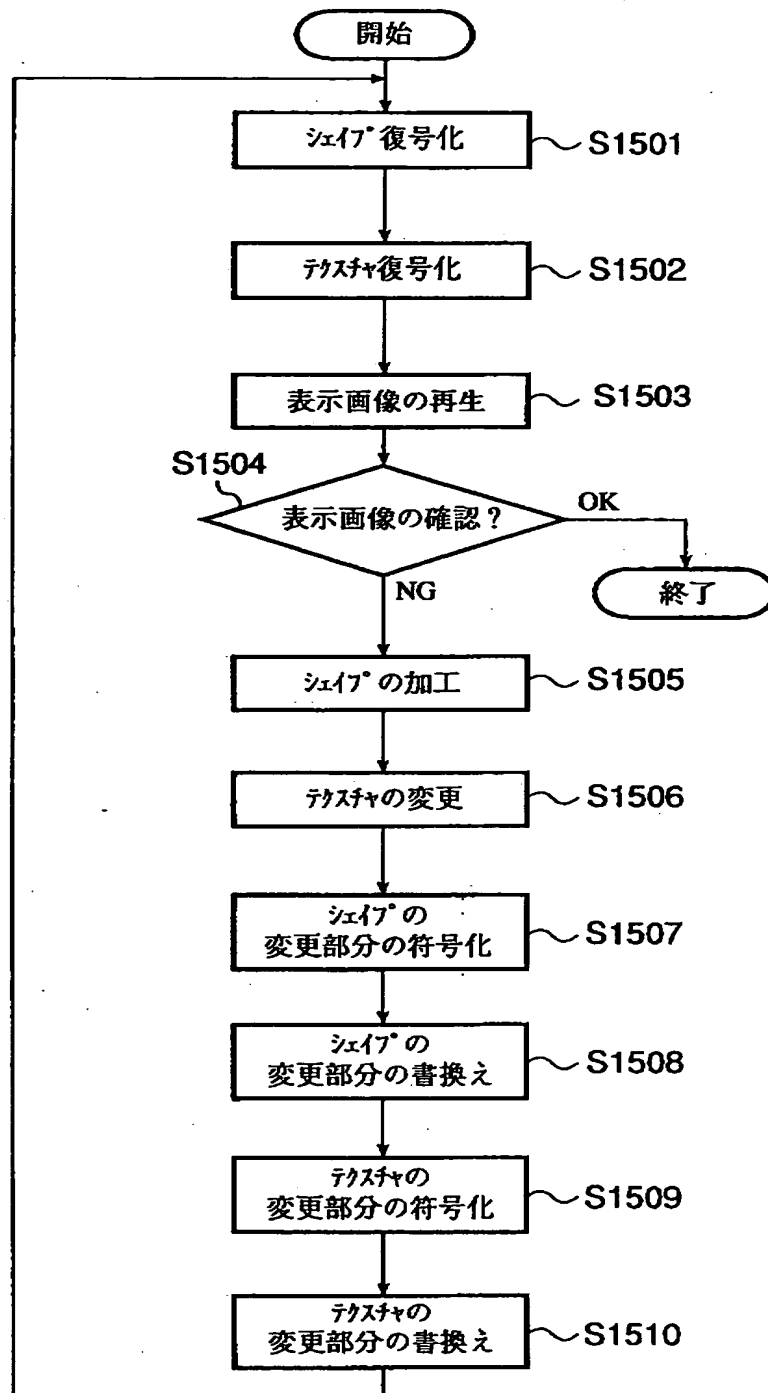 開始
シェイプ復号化
S1501
テクスチャ復号化
S1502
表示画像の再生
S1503
S1504
表示画像の確認?
OK
終了
NG
シェイプの加工
S1505
テクスチャの変更
S1506
シェイプの
変更部分の符号化
S1507
シェイプの
変更部分の書換え
S1508
テクスチャの
変更部分の符号化
S1509
テクスチャの
変更部分の書換え
S1510